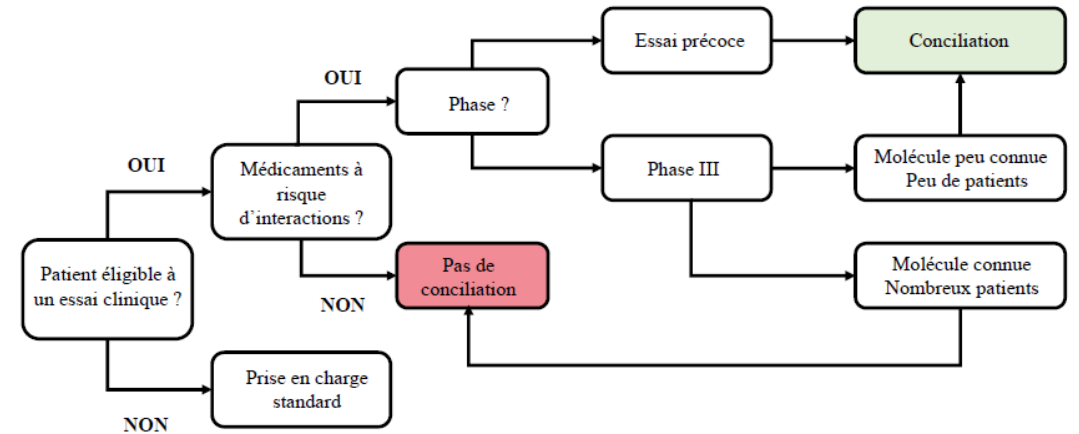 Patient éligible à
un essai clinique ?
OUI
NON
Médicaments à
risque
d’interactions ?
Prise en charge
standard
OUI
NON
Phase ?
Pas de
conciliation
Essai précoce
Phase III
Conciliation
Molécule peu connue
Peu de patients
Molécule connue
Nombreux patients